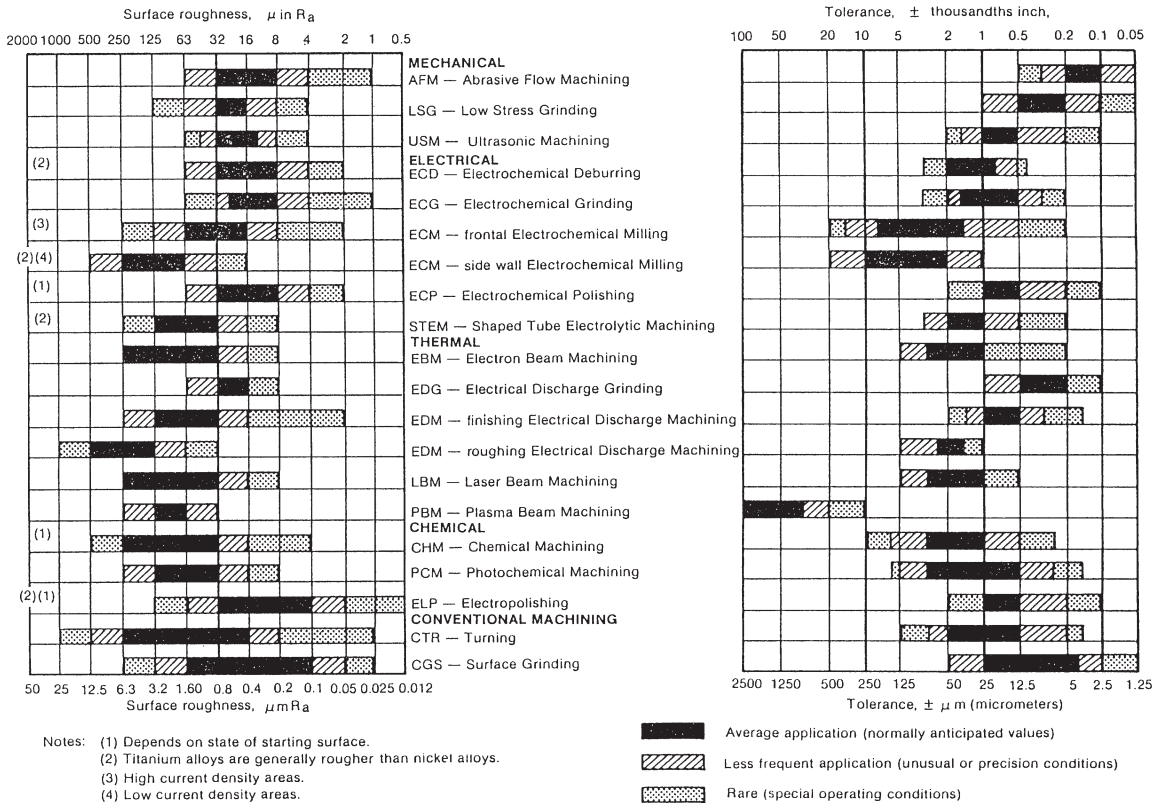 Surface roughness, μ in Ra
2000 1000 500 250 125 63 32 16 8 4 2 1 0.5
Tolerance, ± thousandths inch,
100 50 20 10 5 2 1 0.5 0.2 0.1 0.05
MECHANICAL
AFM — Abrasive Flow Machining
LSG — Low Stress Grinding
USM — Ultrasonic Machining
ELECTRICAL
(2) ECD — Electrochemical Deburring
ECG — Electrochemical Grinding
(3) ECM — frontal Electrochemical Milling
(2)(4) ECM — side wall Electrochemical Milling
(1) ECP — Electrochemical Polishing
(2) STEM — Shaped Tube Electrolytic Machining
THERMAL
EBM — Electron Beam Machining
EDG — Electrical Discharge Grinding
EDM — finishing Electrical Discharge Machining
EDM — roughing Electrical Discharge Machining
LBM — Laser Beam Machining
PBM — Plasma Beam Machining
CHEMICAL
(1) CHM — Chemical Machining
PCM — Photochemical Machining
(2)(1) ELP — Electropolishing
CONVENTIONAL MACHINING
CTR — Turning
CGS — Surface Grinding
50 25 12.5 6.3 3.2 1.60 0.8 0.4 0.2 0.1 0.05 0.025 0.012
Surface roughness, μmRa
2500 1250 500 250 125 50 25 12.5 5 2.5 1.25
Tolerance, ± μm (micrometers)
Notes: (1) Depends on state of starting surface.
(2) Titanium alloys are generally rougher than nickel alloys.
(3) High current density areas.
(4) Low current density areas.
Average application (normally anticipated values)
Less frequent application (unusual or precision conditions)
Rare (special operating conditions)